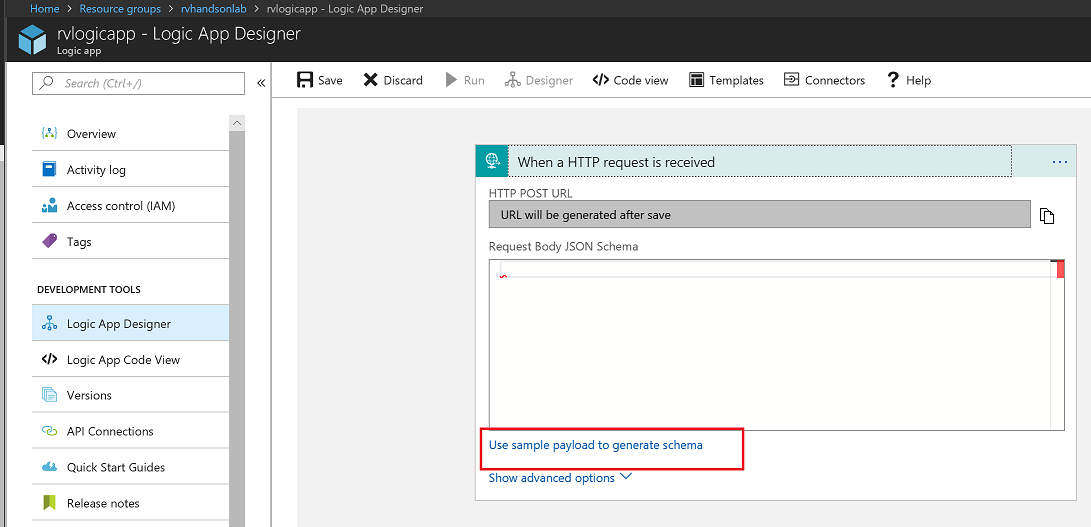 Home > Resource groups > rvhandsonlab > rvlogicapp - Logic App Designer
rvlogicapp - Logic App Designer
Logic app
Search (Ctrl+/)
«
Overview
Activity log
Access control (IAM)
Tags
DEVELOPMENT TOOLS
Logic App Designer
Logic App Code View
Versions
API Connections
Quick Start Guides
Release notes
Save Discard Run Designer Code view Templates Connectors Help
When a HTTP request is received ...
HTTP POST URL
URL will be generated after save
Request Body JSON Schema
Use sample payload to generate schema
Show advanced options